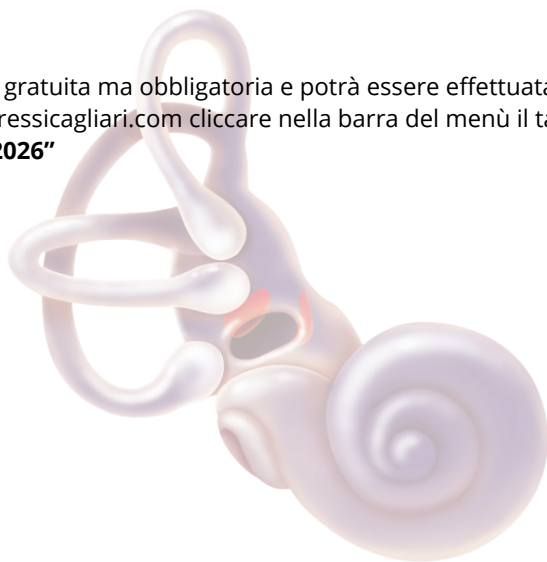 gratuita ma obbligatoria e potrà essere effettuata
ressicagliari.com cliccare nella barra del menù il ta
2026”